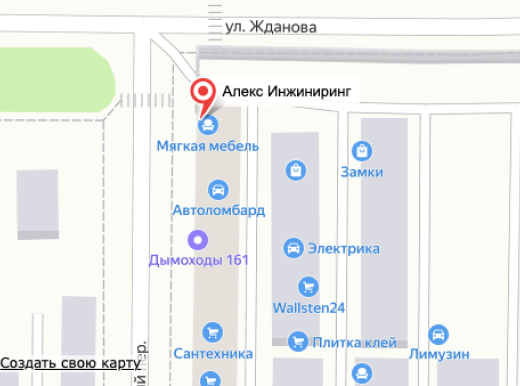 ул. Жданова
Алекс Инжиниринг
Мягкая мебель
Замки
Автоломбард
Электрика
Дымоходы 161
Wallsten24
Плитка клей
Сантехника
Лимузин
Создать свою карту
пер.